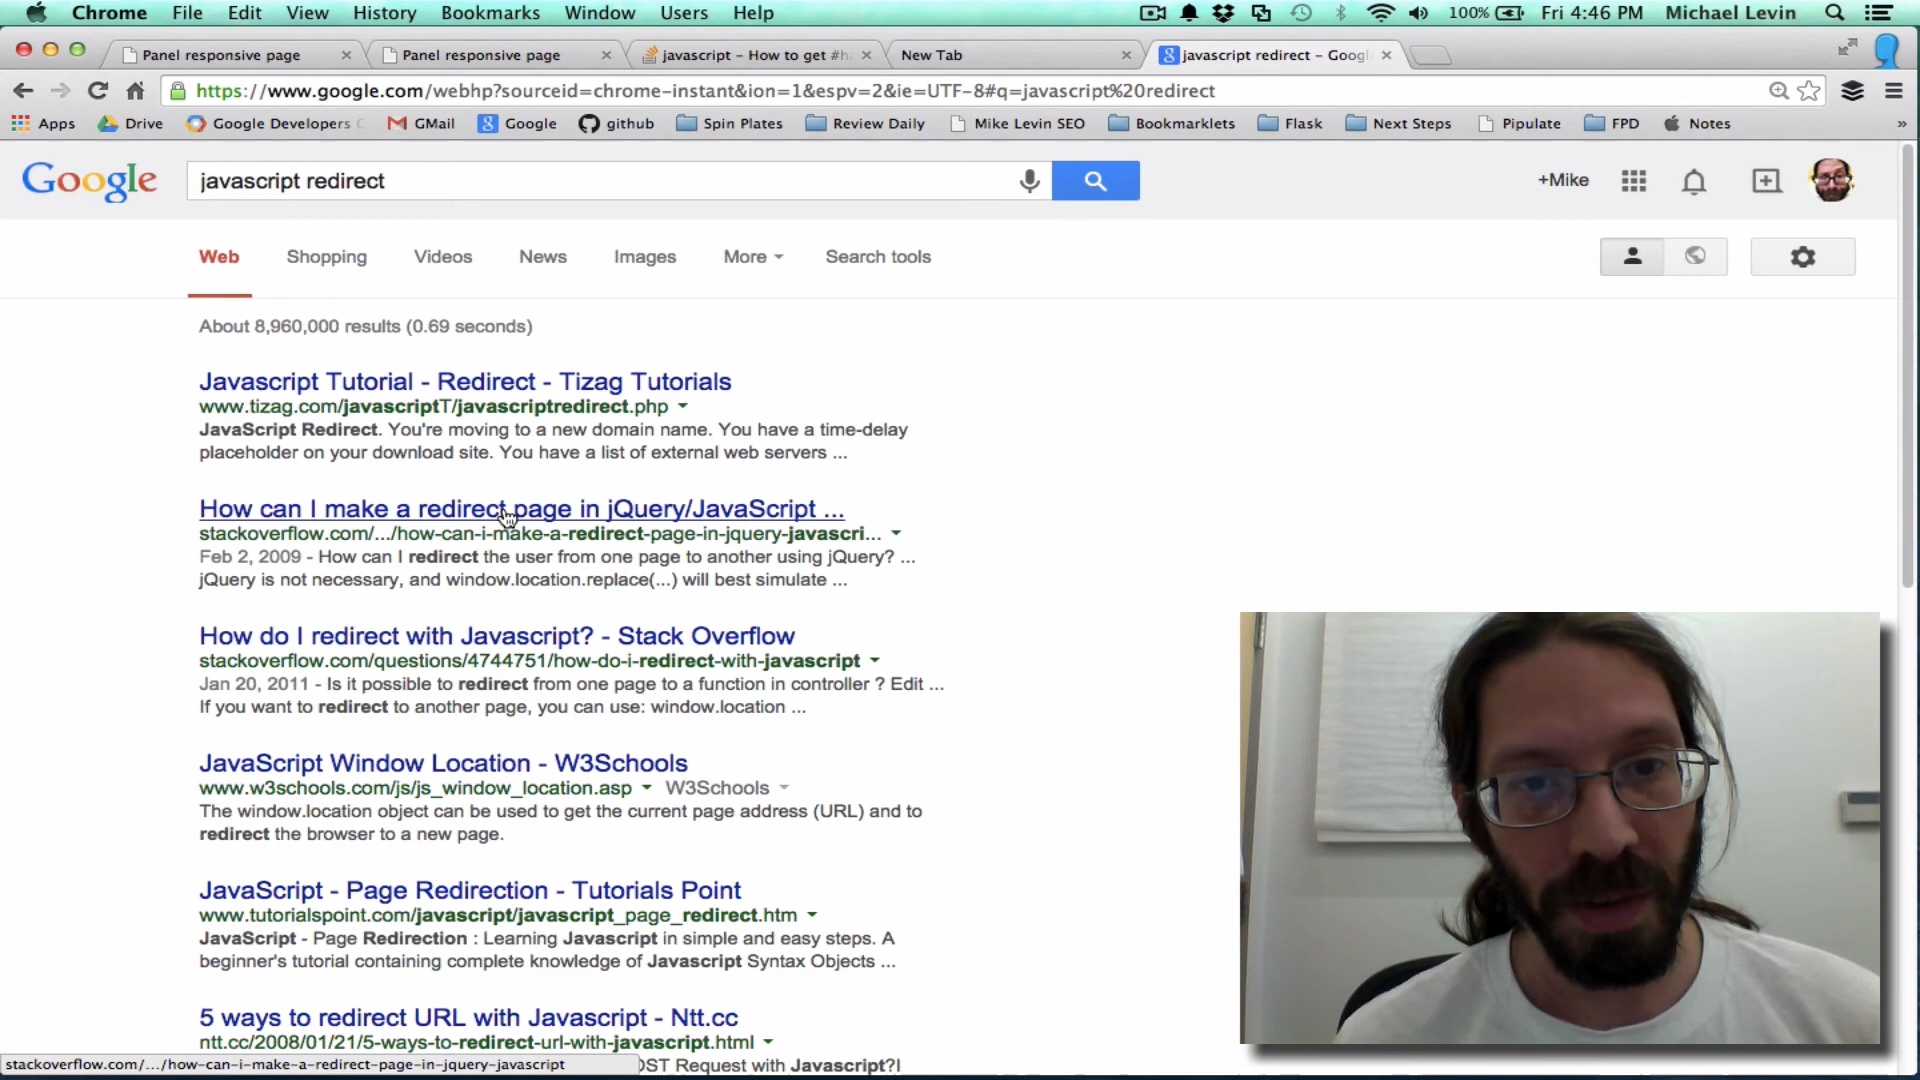 Chrome File Edit View History Bookmarks Window Users Help 100% Fri 4:46 PM Michael Levin
Panel responsive page Panel responsive page javascript – How to get #h New Tab javascript redirect – Googl
https://www.google.com/webhp?sourceid=chrome-instant&ion=1&espv=2&ie=UTF-8#q=javascript%20redirect
Apps Drive Google Developers GMail Google github Spin Plates Review Daily Mike Levin SEO Bookmarklets Flask Next Steps Pipulate FPD Notes »
Google javascript redirect +Mike
Web Shopping Videos News Images More Search tools
About 8,960,000 results (0.69 seconds)
Javascript Tutorial - Redirect - Tizag Tutorials
www.tizag.com/javascriptT/javascriptredirect.php
JavaScript Redirect. You're moving to a new domain name. You have a time-delay
placeholder on your download site. You have a list of external web servers ...
How can I make a redirect page in jQuery/JavaScript ...
stackoverflow.com/.../how-can-i-make-a-redirect-page-in-jquery-javascri...
Feb 2, 2009 - How can I redirect the user from one page to another using jQuery? ...
jQuery is not necessary, and window.location.replace(...) will best simulate ...
How do I redirect with Javascript? - Stack Overflow
stackoverflow.com/questions/4744751/how-do-i-redirect-with-javascript
Jan 20, 2011 - Is it possible to redirect from one page to a function in controller ? Edit ...
If you want to redirect to another page, you can use: window.location ...
JavaScript Window Location - W3Schools
www.w3schools.com/js/js_window_location.asp W3Schools
The window.location object can be used to get the current page address (URL) and to
redirect the browser to a new page.
JavaScript - Page Redirection - Tutorials Point
www.tutorialspoint.com/javascript/javascript_page_redirect.htm
JavaScript - Page Redirection : Learning Javascript in simple and easy steps. A
beginner's tutorial containing complete knowledge of Javascript Syntax Objects ...
5 ways to redirect URL with Javascript - Ntt.cc
ntt.cc/2008/01/21/5-ways-to-redirect-url-with-javascript.html
stackoverflow.com/.../how-can-i-make-a-redirect-page-in-jquery-javascript OST Request with Javascript?I